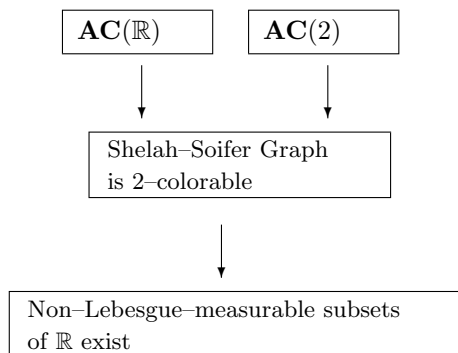 AC(ℝ)
AC(2)
Shelah–Soifer Graph
is 2–colorable
Non–Lebesgue–measurable subsets
of ℝ exist